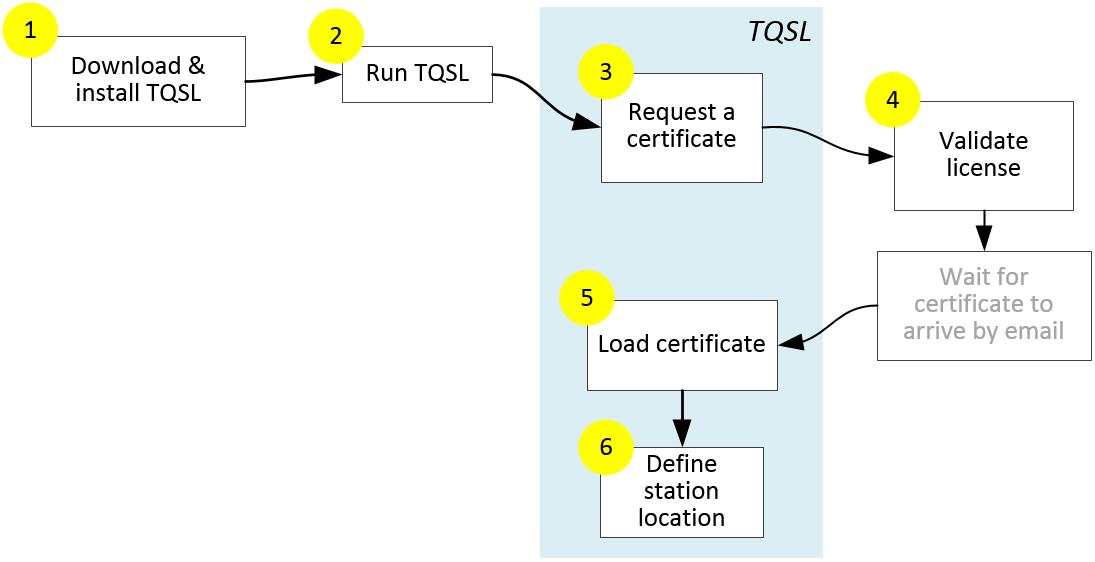 1
Download &
install TQSL
2
Run TQSL
TQSL
3
Request a
certificate
4
Validate
license
Wait for
certificate to
arrive by email
5
Load certificate
6
Define
station
location